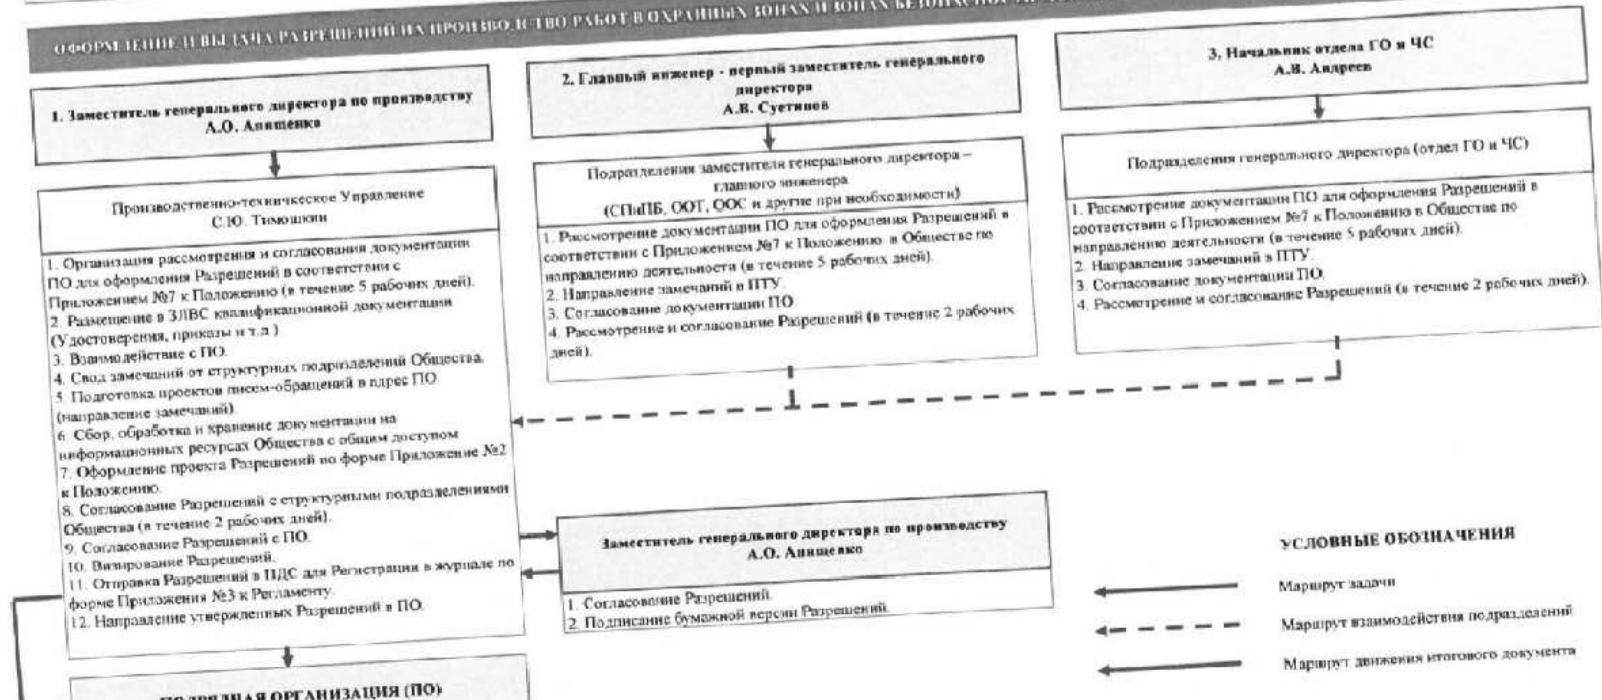 ОФОРМЛЕНИЕ И ВЫДАЧА РАЗРЕШЕНИЙ НА ПРОИЗВОДСТВО РАБОТ В ОХРАННЫХ ЗОНАХ И ЗОНАХ
1. Заместитель генерального директора по производству
А.О. Анищенко
Производственно-техничкеское Управление
С.Ю. Тимошкин
1. Организация рассмотрения и согласования документации
ПО для оформления Разрешений в соответствии с
Приложением №7 к Положению (в течение 5 рабочих дней).
2. Размещение в ЗЛВС квалификационной документации
(Удостоверения, приказы и т.д.)
3. Взаимодействие с ПО.
4. Свод замечаний от структурных подразделений Общества.
5. Подготовка проектов писем-обращений в адрес ПО
(направление замечаний).
6. Сбор, обработка и хранение документации на
информационных ресурсах Общества с общим доступом
7. Оформление проекта Разрешений по форме Приложение №2
к Положению.
8. Согласование Разрешений с структурными подразделениями
Общества (в течение 2 рабочих дней).
9. Согласование Разрешений с ПО.
10. Визирование Разрешений.
11. Отправка Разрешений в ПДС для Регистрации в журнале по
форме Приложения №3 к Регламенту.
12. Направление утвержденных Разрешений в ПО.
ПОДРЯДНАЯ ОРГАНИЗАЦИЯ (ПО)
2. Главный инженер - первый заместитель генерального
директора
А.В. Суетинов
Подразделения заместителя генерального директора –
главного инженера
(СПиПБ, ООТ, ООС и другие при необходимости)
1. Рассмотрение документации ПО для оформления Разрешений в
соответствии с Приложением №7 к Положению в Обществе по
направлению деятельности (в течение 5 рабочих дней).
2. Направление замечаний в ПТУ.
3. Согласование документации ПО
4. Рассмотрение и согласование Разрешений (в течение 2 рабочих
дней).
Заместитель генерального директора по производству
А.О. Анищенко
1. Согласование Разрешений.
2. Подписание бумажной версии Разрешений.
3. Начальник отдела ГО и ЧС
А.В. Андреев
Подразделения генерального директора (отдел ГО и ЧС)
1. Рассмотрение документации ПО для оформления Разрешений в
соответствии с Приложением №7 к Положению в Обществе по
направлению деятельности (в течение 5 рабочих дней).
2. Направление замечаний в ПТУ.
3. Согласование документации ПО.
4. Рассмотрение и согласование Разрешений (в течение 2 рабочих дней).
УСЛОВНЫЕ ОБОЗНАЧЕНИЯ
Маршрут задачи
Маршрут взаимодействия подразделений
Маршрут движения итогового документа